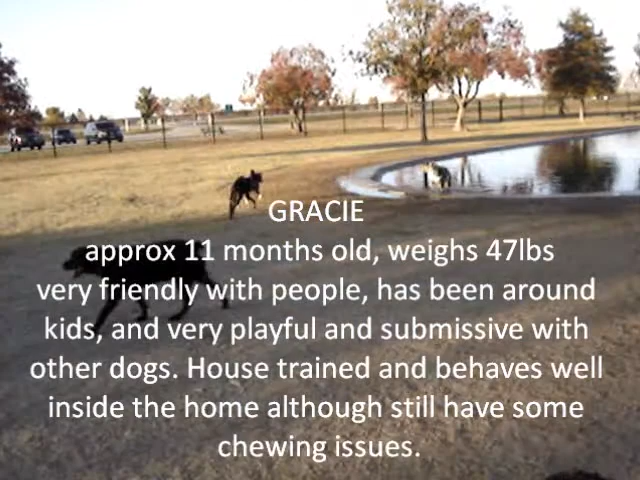 GRACIE
approx 11 months old, weighs 47lbs
very friendly with people, has been around
kids, and very playful and submissive with
other dogs. House trained and behaves well
inside the home although still have some
chewing issues.